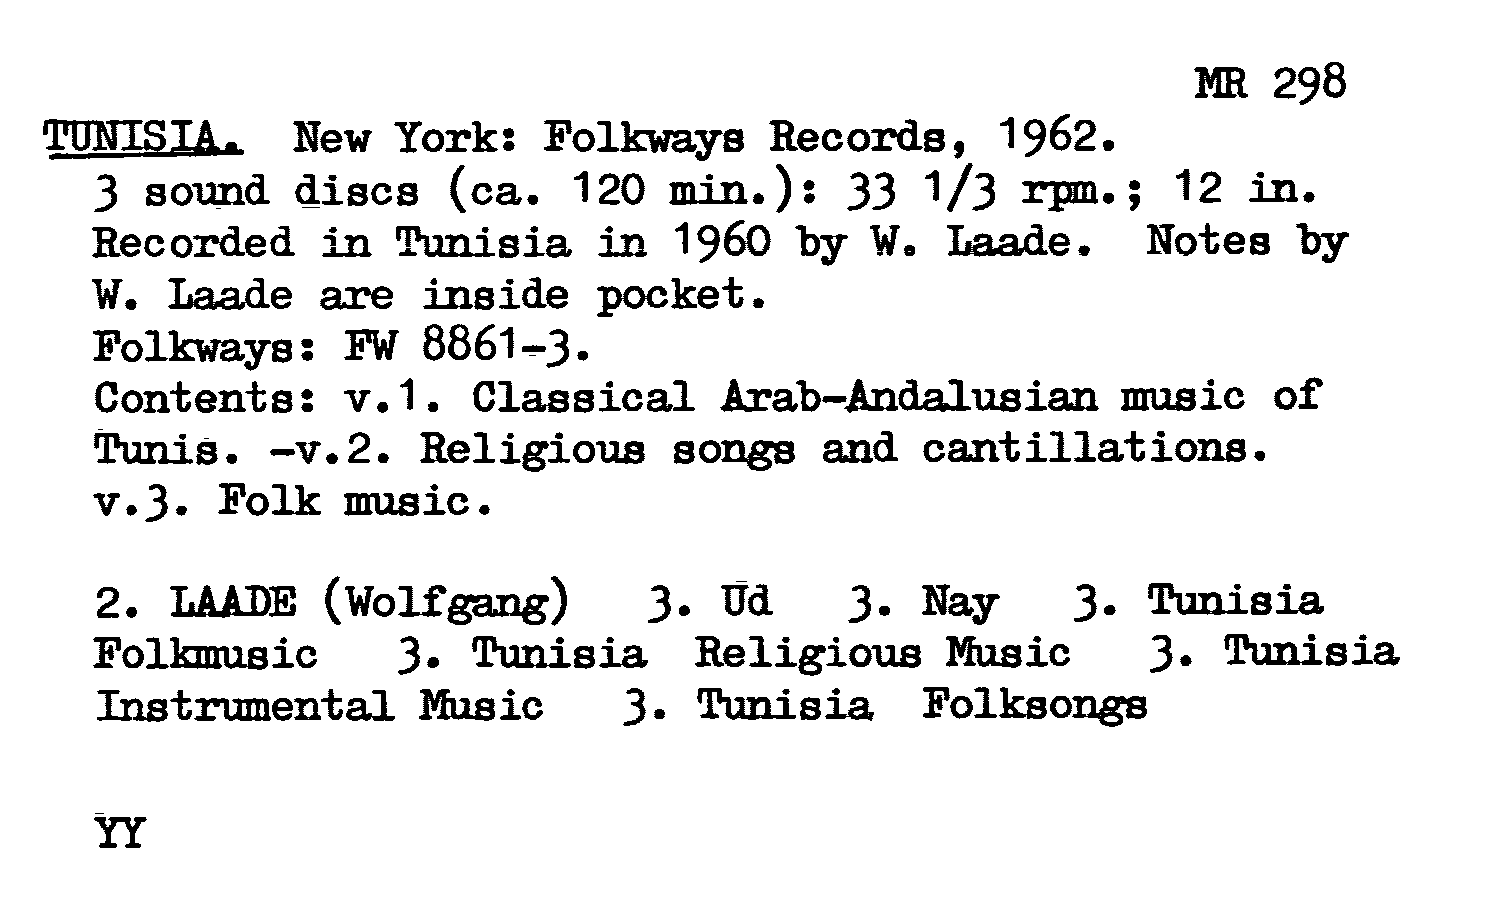 MR 298
TUNISIA. New York: Folkways Records, 1962.
3 sound discs (ca. 120 min.): 33 1/3 rpm.; 12 in.
Recorded in Tunisia in 1960 by W. Laade. Notes by
W. Laade are inside pocket.
Folkways: FW 8861-3.
Contents: v.1. Classical Arab-Andalusian music of
Tunis. -v.2. Religious songs and cantillations.
v.3. Folk music.
2. LAADE (Wolfgang) 3. Ud 3. Nay 3. Tunisia
Folkmusic 3. Tunisia Religious Music 3. Tunisia
Instrumental Music 3. Tunisia Folksongs
YY